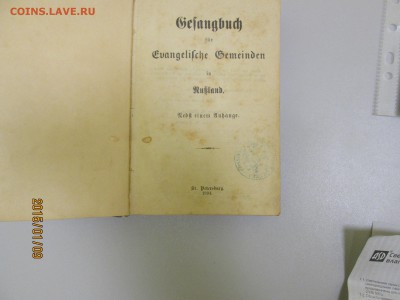 COINS.LAVE.RU
Gesangbuch
für
Evangelische Gemeinden
in
Rußland.
Nebst einem Anhange.
St. Petersburg.
2016/01/09